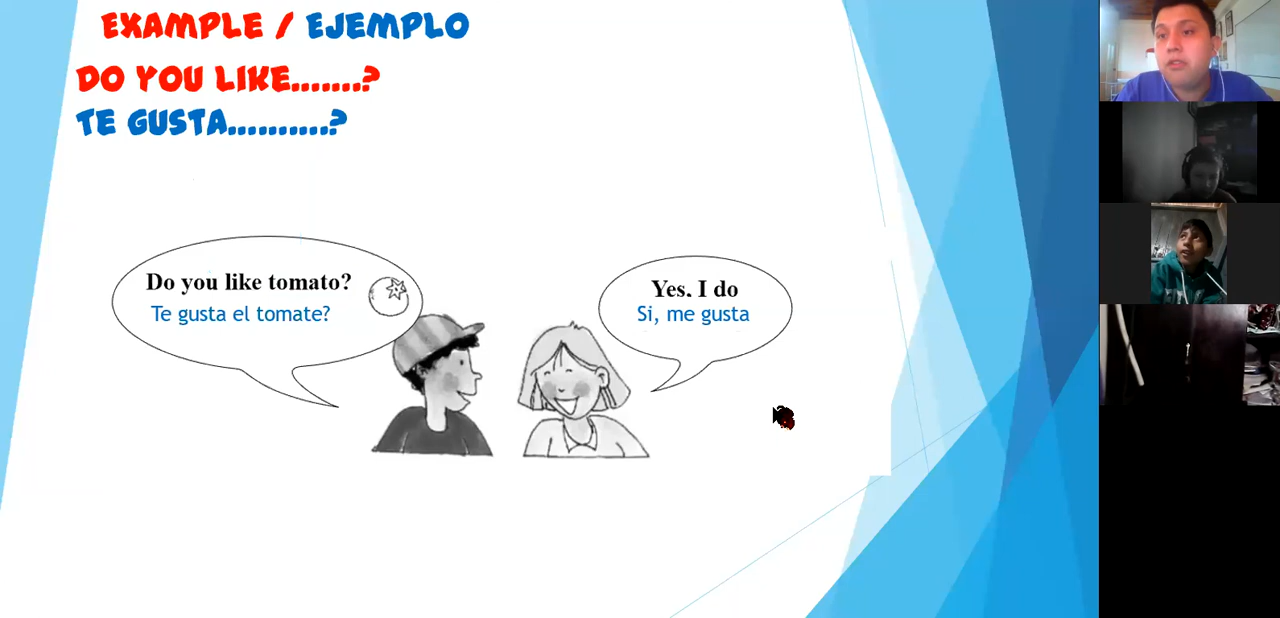 EXAMPLE / EJEMPLO
DO YOU LIKE.......?
TE GUSTA..........?
Do you like tomato?
Te gusta el tomate?
Yes, I do
Si, me gusta